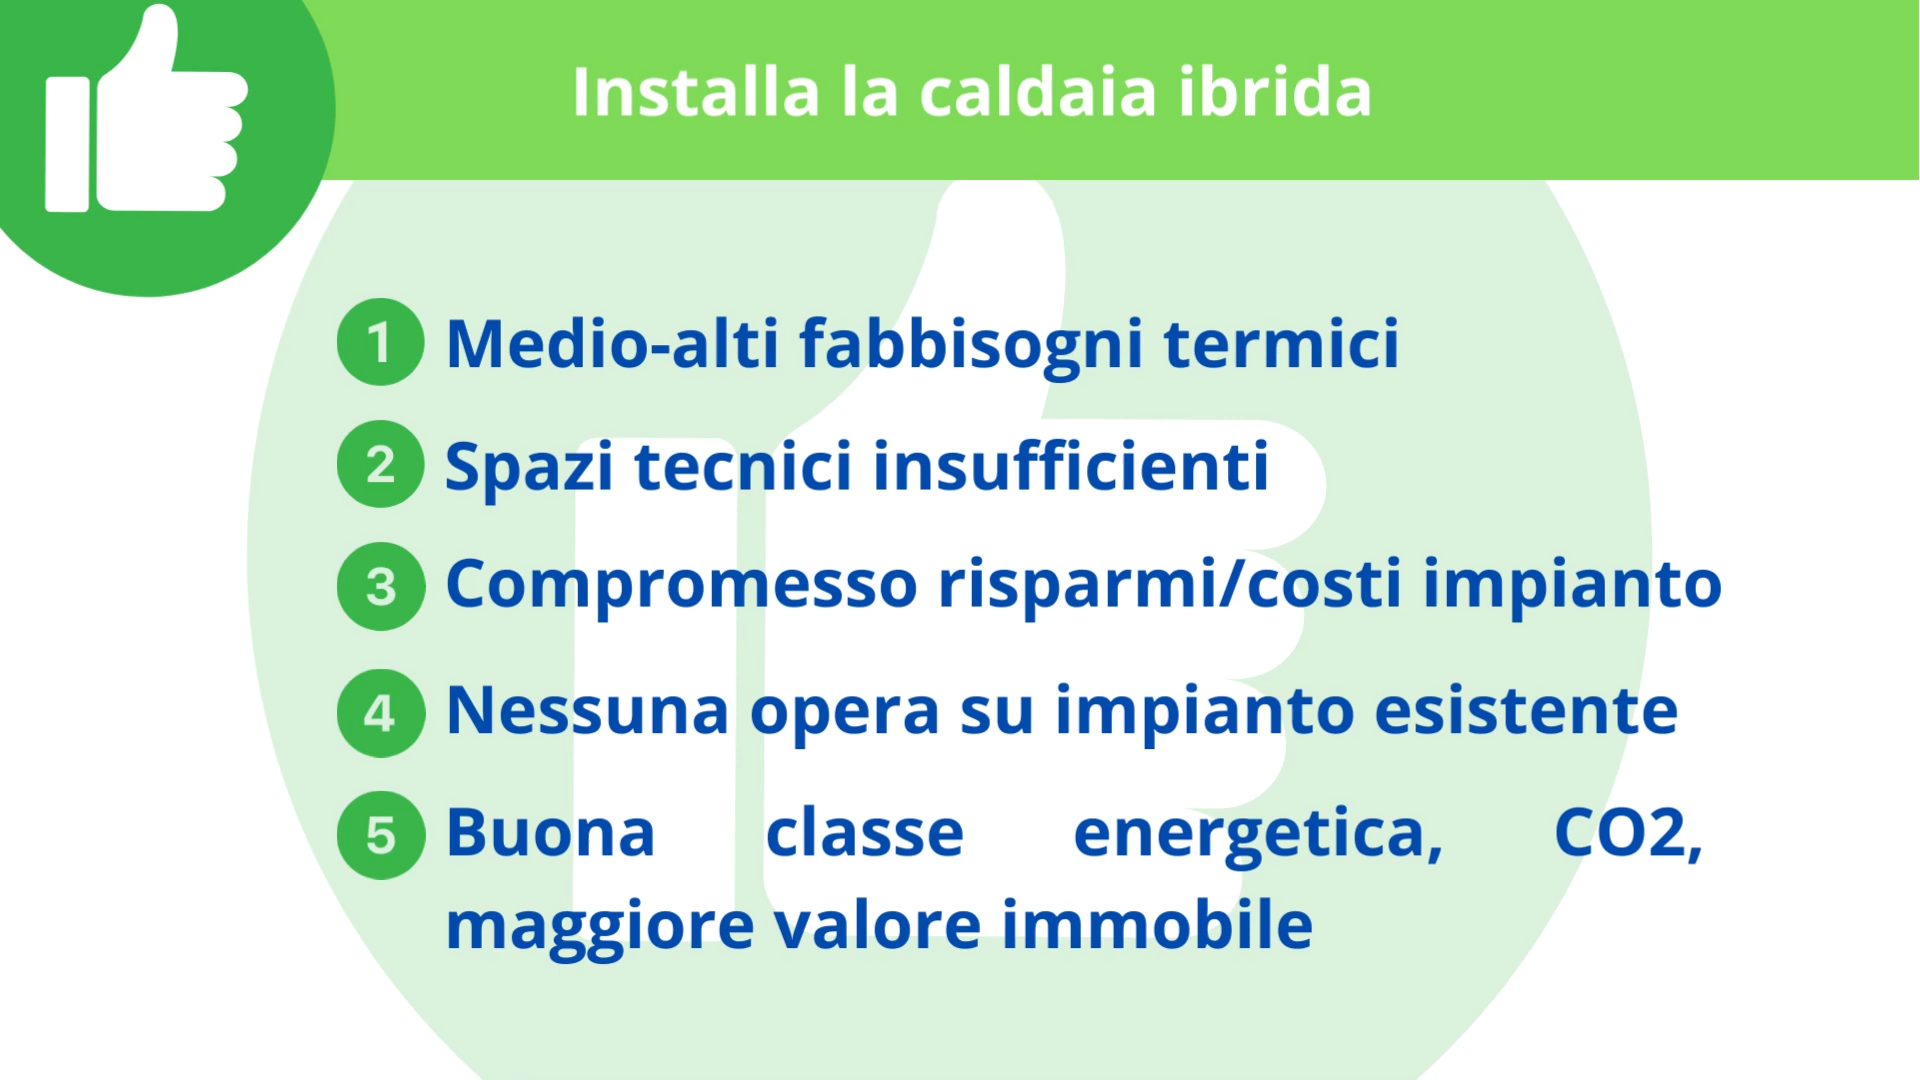 Installa la caldaia ibrida
1 Medio-alti fabbisogni termici
2 Spazi tecnici insufficienti
3 Compromesso risparmi/costi impianto
4 Nessuna opera su impianto esistente
5 Buona classe energetica, CO2,
maggiore valore immobile